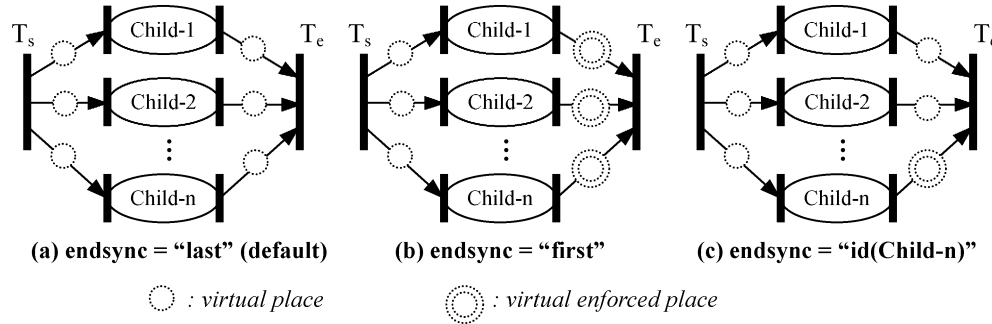 Child-1 Child-1 Child-1
Ts Te Ts Te Ts Te
Child-2 Child-2 Child-2
Child-n Child-n Child-n
(a) endsync = “last” (default) (b) endsync = “first” (c) endsync = “id(Child-n)”
: virtual place : virtual enforced place